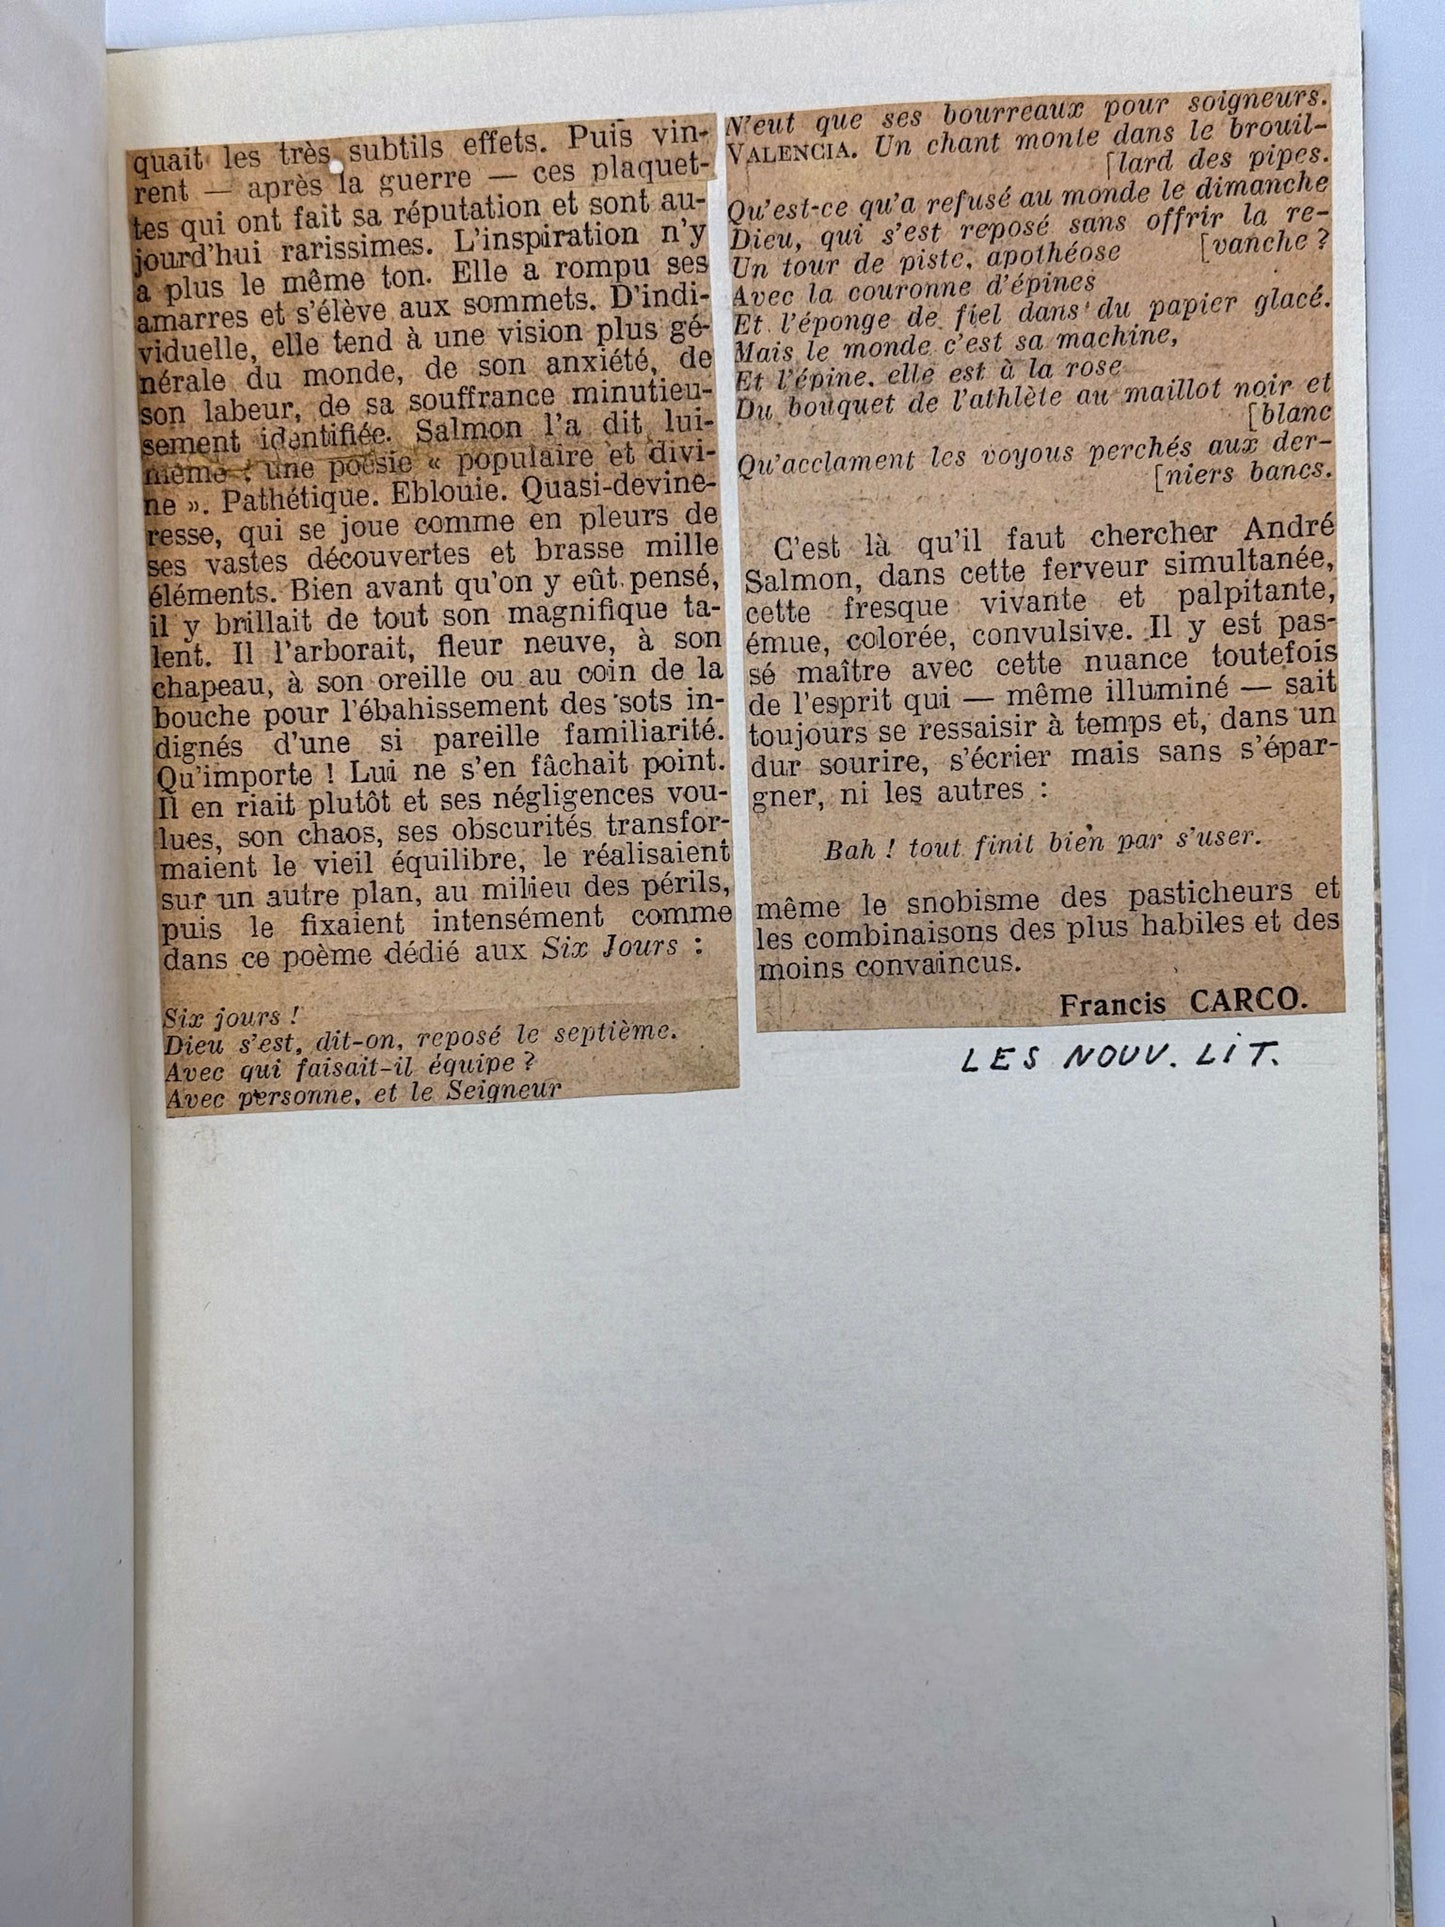 quait les très subtils effets. Puis vin-
rent — après la guerre — ces plaquet-
tes qui ont fait sa réputation et sont au-
jourd'hui rarissimes. L'inspiration n'y
a plus le même ton. Elle a rompu ses
amarres et s'élève aux sommets. D'indi-
viduelle, elle tend à une vision plus gé-
nérale du monde, de son anxiété, de
son labeur, de sa souffrance minutieu-
sement identifiée. Salmon l'a dit lui-
même : une poésie « populaire et divi-
ne ». Pathétique. Eblouie. Quasi-devine-
resse, qui se joue comme en pleurs de
ses vastes découvertes et brasse mille
éléments. Bien avant qu'on y eût pensé,
il y brillait de tout son magnifique ta-
lent. Il l'arborait, fleur neuve, à son
chapeau, à son oreille ou au coin de la
bouche pour l'ébahissement des sots in-
dignés d'une si pareille familiarité.
Qu'importe ! Lui ne s'en fâchait point.
Il en riait plutôt et ses négligences vou-
lues, son chaos, ses obscurités transfor-
maient le vieil équilibre, le réalisaient
sur un autre plan, au milieu des périls,
puis le fixaient intensément comme
dans ce poème dédié aux Six Jours :
Six jours !
Dieu s'est, dit-on, reposé le septième.
Avec qui faisait-il équipe ?
Avec personne, et le Seigneur
N'eut que ses bourreaux pour soigneurs.
VALENCIA. Un chant monte dans le brouil-
[lard des pipes.
Qu'est-ce qu'a refusé au monde le dimanche
Dieu, qui s'est reposé sans offrir la re-
[vanche ?
Un tour de piste, apothéose
Avec la couronne d'épines
Et l'éponge de fiel dans du papier glacé.
Mais le monde c'est sa machine,
Et l'épine, elle est à la rose
Du bouquet de l'athlète au maillot noir et
[blanc
Qu'acclament les voyous perchés aux der-
[niers bancs.
C'est là qu'il faut chercher André
Salmon, dans cette ferveur simultanée,
cette fresque vivante et palpitante,
émue, colorée, convulsive. Il y est pas-
sé maître avec cette nuance toutefois
de l'esprit qui — même illuminé — sait
toujours se ressaisir à temps et, dans un
dur sourire, s'écrier mais sans s'épar-
gner, ni les autres :
Bah ! tout finit bien par s'user.
même le snobisme des pasticheurs et
les combinaisons des plus habiles et des
moins convaincus.
Francis CARCO.
LES NOUV. LIT.